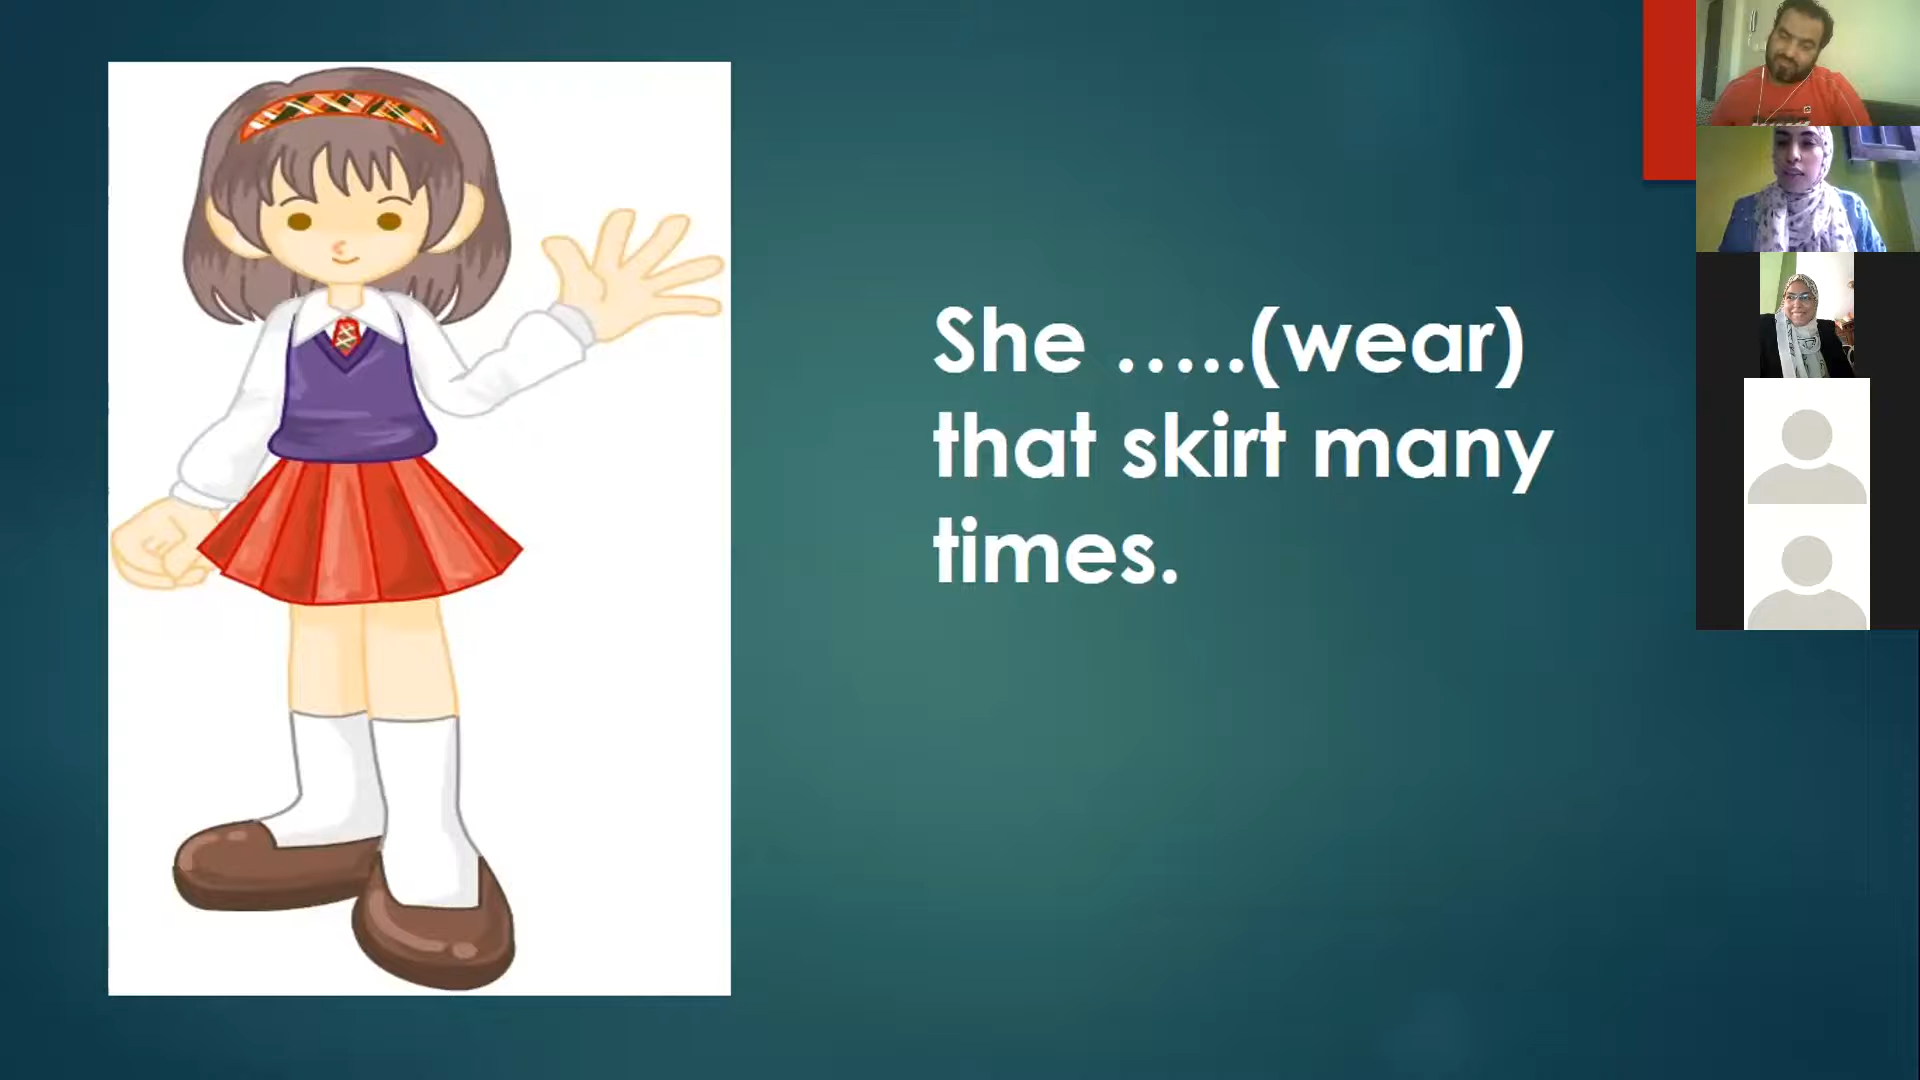 She …..(wear)
that skirt many
times.